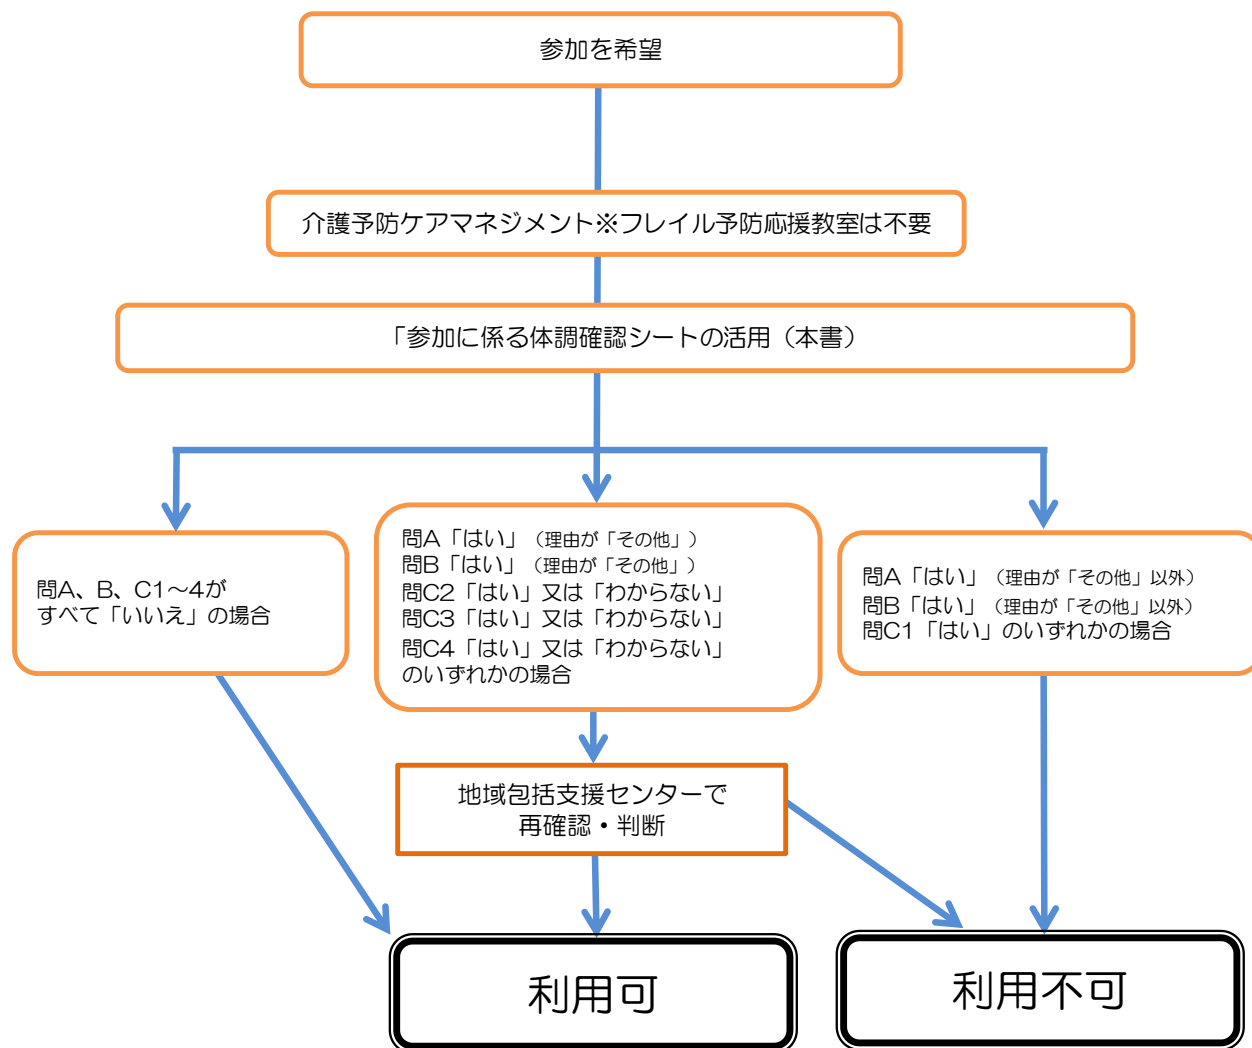 参加を希望
介護予防ケアマネジメント※フレイル予防応援教室は不要
「参加に係る体調確認シートの活用（本書）
問A、B、C1～4が
すべて「いいえ」の場合
問A「はい」（理由が「その他」）
問B「はい」（理由が「その他」）
問C2「はい」又は「わからない」
問C3「はい」又は「わからない」
問C4「はい」又は「わからない」
のいずれかの場合
問A「はい」（理由が「その他」以外）
問B「はい」（理由が「その他」以外）
問C1「はい」のいずれかの場合
地域包括支援センターで
再確認・判断
利用可
利用不可